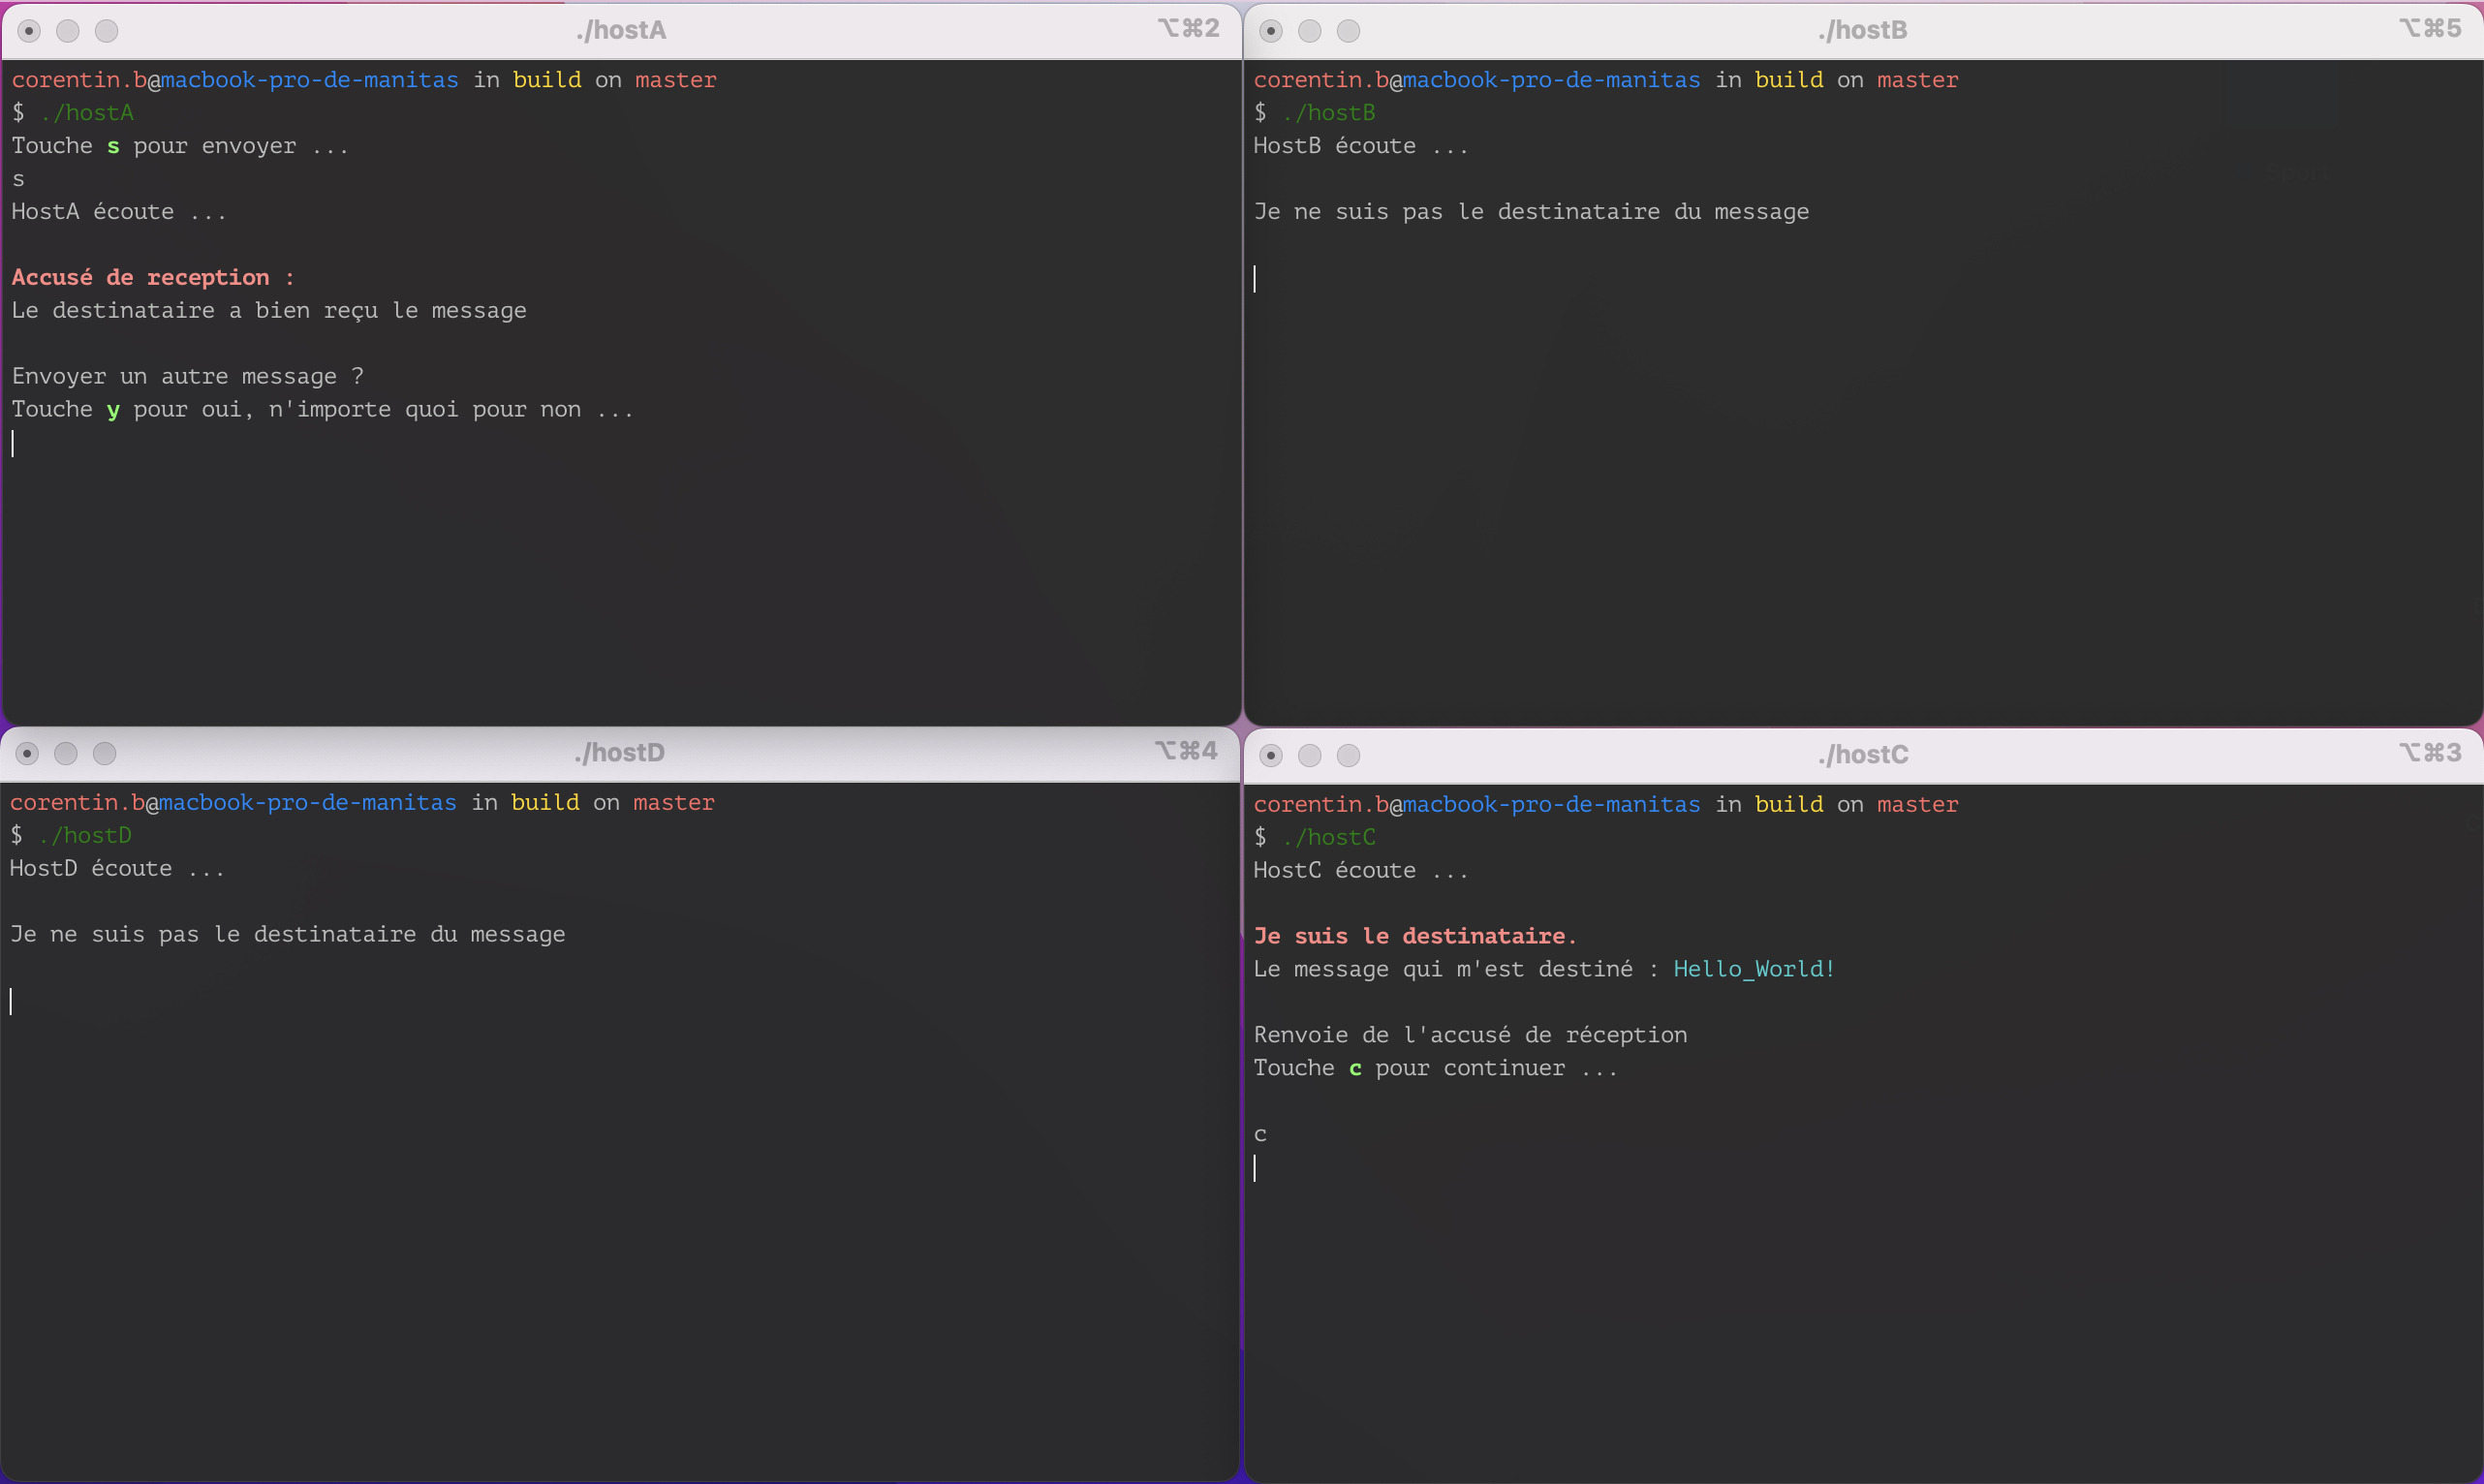 ./hostA
⌥⌘2
corentin.b@macbook-pro-de-manitas in build on master
$ ./hostA
Touche s pour envoyer ...
s
HostA écoute ...
Accusé de reception :
Le destinataire a bien reçu le message
Envoyer un autre message ?
Touche y pour oui, n'importe quoi pour non ...
./hostB
⌥⌘5
corentin.b@macbook-pro-de-manitas in build on master
$ ./hostB
HostB écoute ...
Je ne suis pas le destinataire du message
./hostD
⌥⌘4
corentin.b@macbook-pro-de-manitas in build on master
$ ./hostD
HostD écoute ...
Je ne suis pas le destinataire du message
./hostC
⌥⌘3
corentin.b@macbook-pro-de-manitas in build on master
$ ./hostC
HostC écoute ...
Je suis le destinataire.
Le message qui m'est destiné : Hello_World!
Renvoie de l'accusé de réception
Touche c pour continuer ...
c